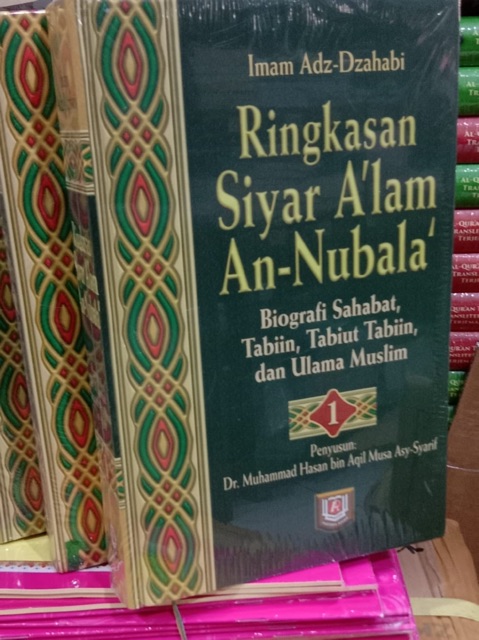 Imam Adz-Dzahabi
Ringkasan
Siyar A'lam
An-Nubala'
Biografi Sahabat,
Tabiin, Tabiut Tabiin,
dan Ulama Muslim
1
Penyusun:
Dr. Muhammad Hasan bin Aqil Musa Asy-Syarif